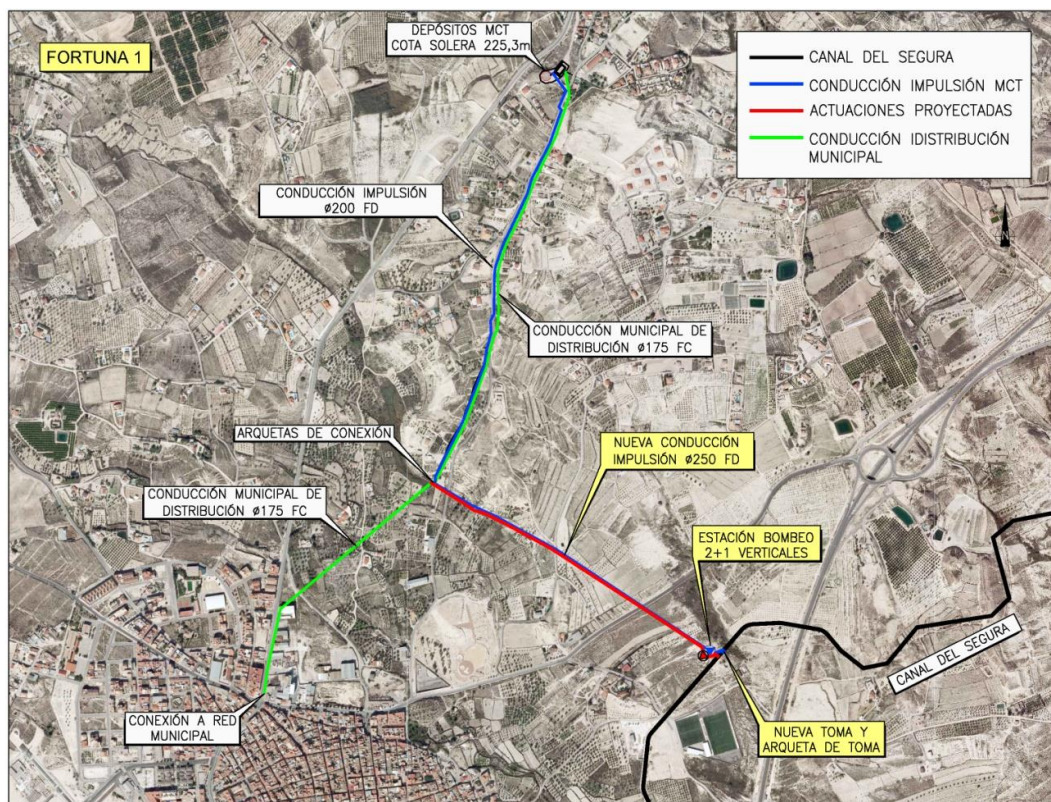 FORTUNA 1
DEPÓSITOS MCT
COTA SOLERA 225,3m
CANAL DEL SEGURA
CONDUCCIÓN IMPULSIÓN MCT
ACTUACIONES PROYECTADAS
CONDUCCIÓN IDISTRIBUCIÓN
MUNICIPAL
CONDUCCIÓN IMPULSIÓN
ø200 FD
N
CONDUCCIÓN MUNICIPAL DE
DISTRIBUCIÓN ø175 FC
ARQUETAS DE CONEXIÓN
NUEVA CONDUCCIÓN
IMPULSIÓN ø250 FD
CONDUCCIÓN MUNICIPAL DE
DISTRIBUCIÓN ø175 FC
ESTACIÓN BOMBEO
2+1 VERTICALES
CANAL DEL SEGURA
CONEXIÓN A RED
MUNICIPAL
NUEVA TOMA Y
ARQUETA DE TOMA